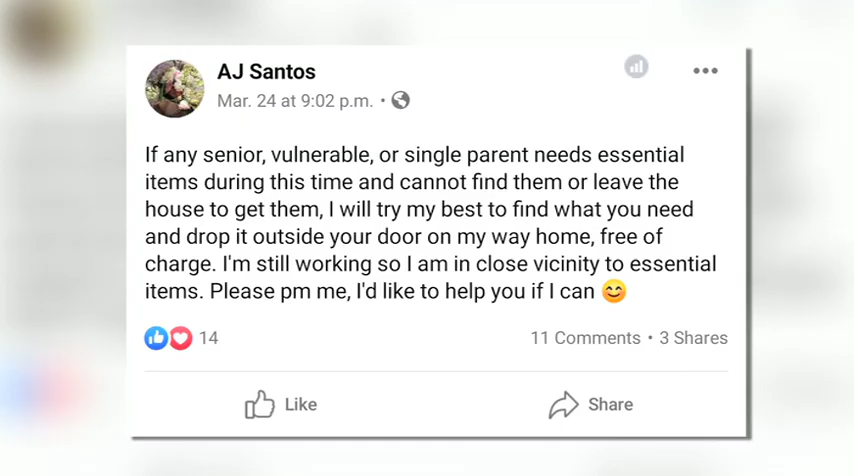 AJ Santos
Mar. 24 at 9:02 p.m. •
If any senior, vulnerable, or single parent needs essential
items during this time and cannot find them or leave the
house to get them, I will try my best to find what you need
and drop it outside your door on my way home, free of
charge. I'm still working so I am in close vicinity to essential
items. Please pm me, I'd like to help you if I can 😊
14
11 Comments • 3 Shares
Like
Share